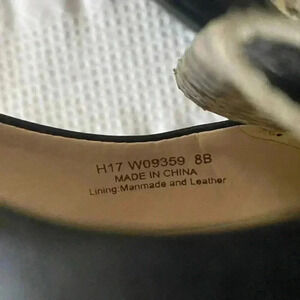 H17 W09359 8B
MADE IN CHINA
Lining:Manmade and Leather